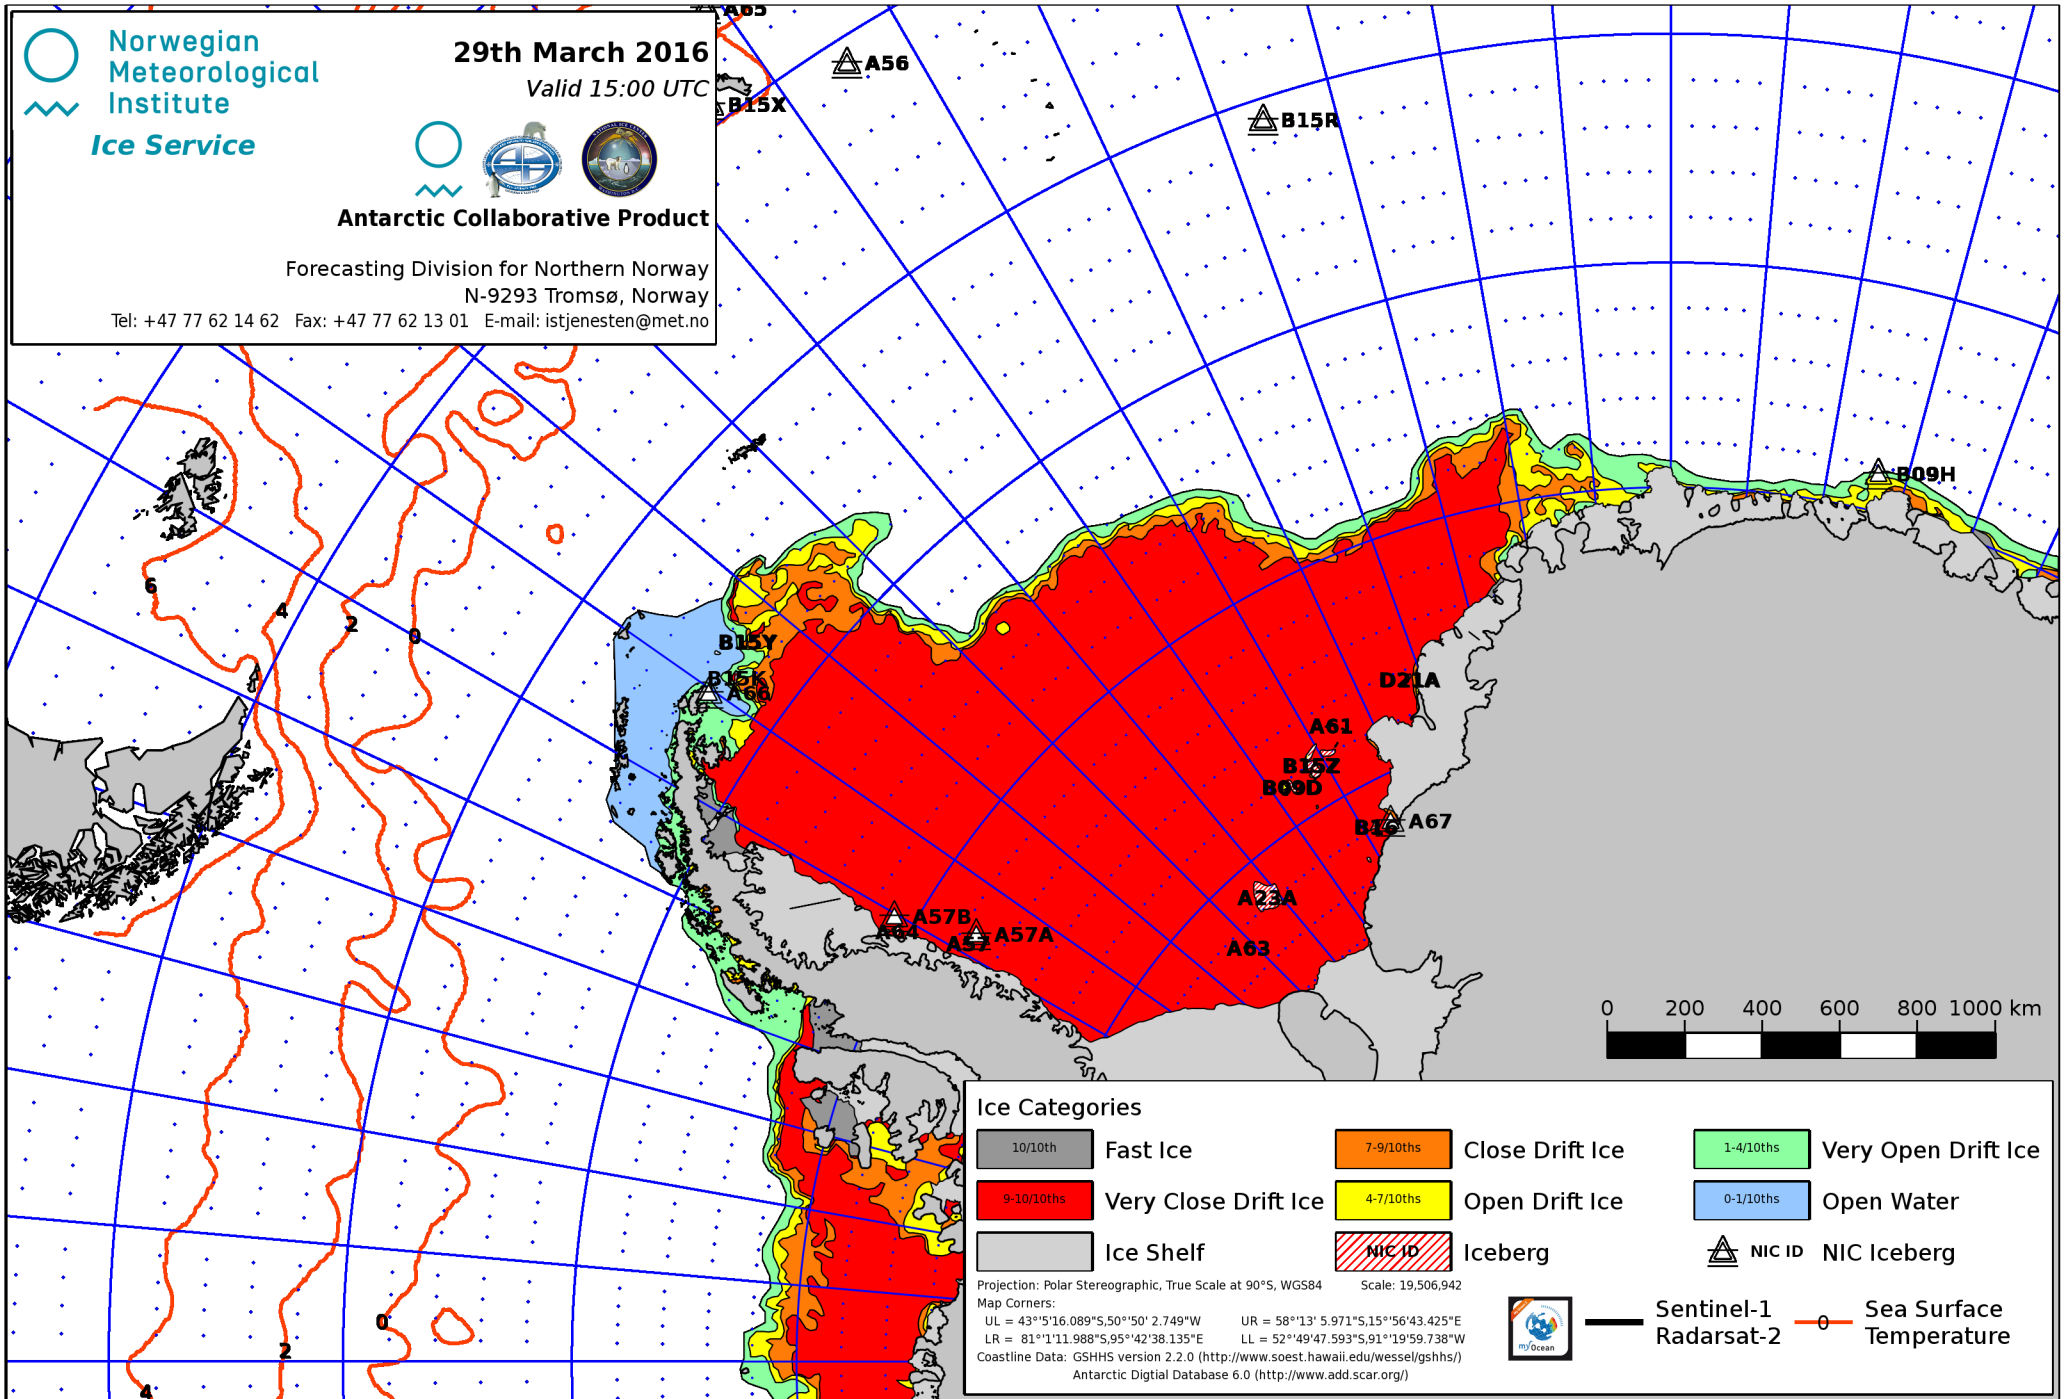 Norwegian
Meteorological
Institute
Ice Service
29th March 2016
Valid 15:00 UTC
Antarctic Collaborative Product
Forecasting Division for Northern Norway
N-9293 Tromsø, Norway
Tel: +47 77 62 14 62 Fax: +47 77 62 13 01 E-mail: istjenesten@met.no
A65
A56
B15X
B15R
B09H
6
4
2
0
B15Y
B15K
A66
D21A
A61
B15Z
B09D
B16
A67
A23A
A57B
A64
A57
A57A
A63
0 200 400 600 800 1000 km
0
2
4
Ice Categories
10/10th Fast Ice
7-9/10ths Close Drift Ice
1-4/10ths Very Open Drift Ice
9-10/10ths Very Close Drift Ice
4-7/10ths Open Drift Ice
0-1/10ths Open Water
Ice Shelf
NIC ID Iceberg
NIC ID NIC Iceberg
Projection: Polar Stereographic, True Scale at 90°S, WGS84 Scale: 19,506,942
Map Corners:
UL = 43°'5'16.089"S,50°'50' 2.749"W UR = 58°'13' 5.971"S,15°'56'43.425"E
LR = 81°'1'11.988"S,95°'42'38.135"E LL = 52°'49'47.593"S,91°'19'59.738"W
Coastline Data: GSHHS version 2.2.0 (http://www.soest.hawaii.edu/wessel/gshhs/)
Antarctic Digtial Database 6.0 (http://www.add.scar.org/)
myOcean
Sentinel-1
Radarsat-2
0
Sea Surface
Temperature